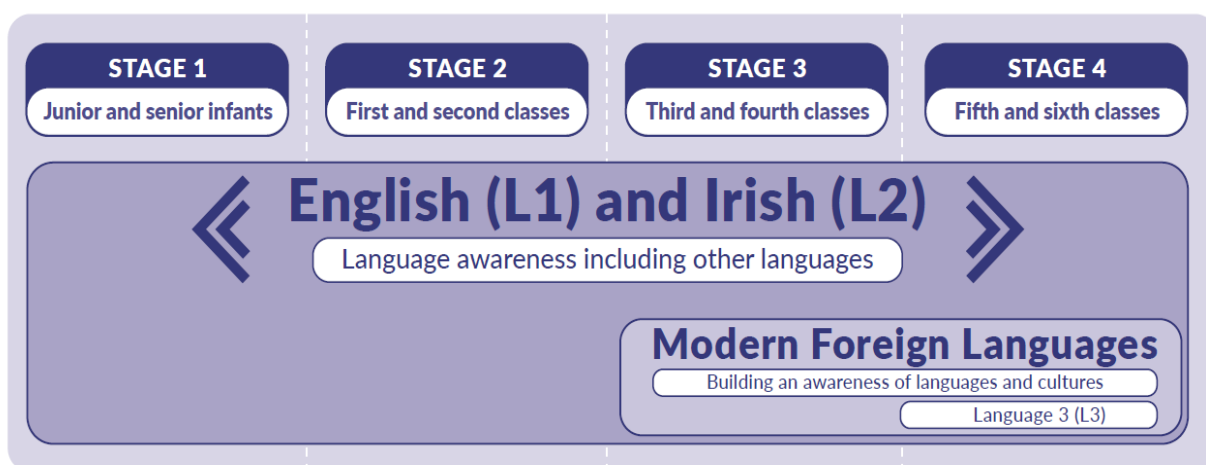 STAGE 1
Junior and senior infants
STAGE 2
First and second classes
STAGE 3
Third and fourth classes
STAGE 4
Fifth and sixth classes
English (L1) and Irish (L2)
Language awareness including other languages
Modern Foreign Languages
Building an awareness of languages and cultures
Language 3 (L3)